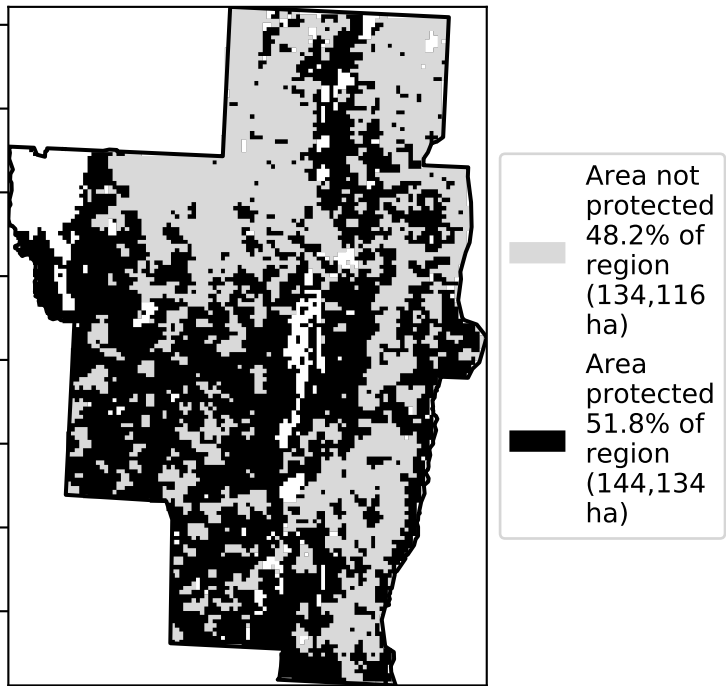 Area not
protected
48.2% of
region
(134,116
ha)
Area
protected
51.8% of
region
(144,134
ha)